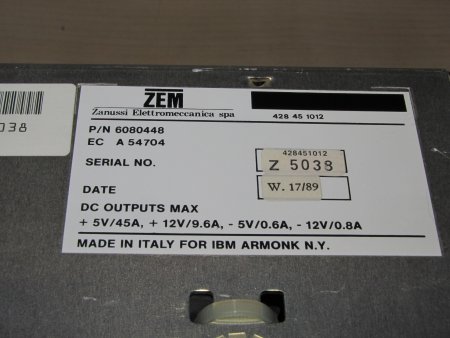 038
ZEM
Zanussi Elettromeccanica spa
428 45 1012
P/N 6080448
EC A 54704
428451012
SERIAL NO. Z 5038
DATE W. 17/89
DC OUTPUTS MAX
+ 5V/45A, + 12V/9.6A, - 5V/0.6A, - 12V/0.8A
MADE IN ITALY FOR IBM ARMONK N.Y.